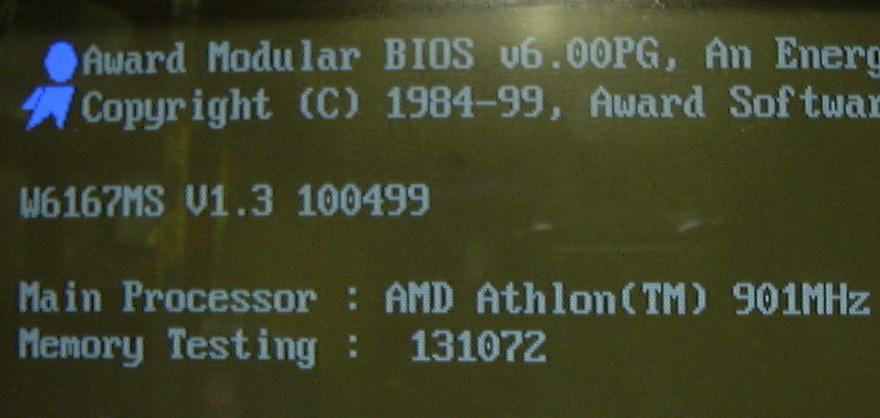 Award Modular BIOS v6.00PG, An Energ
Copyright (C) 1984-99, Award Softwar
W6167MS V1.3 100499
Main Processor : AMD Athlon(TM) 901MHz
Memory Testing : 131072